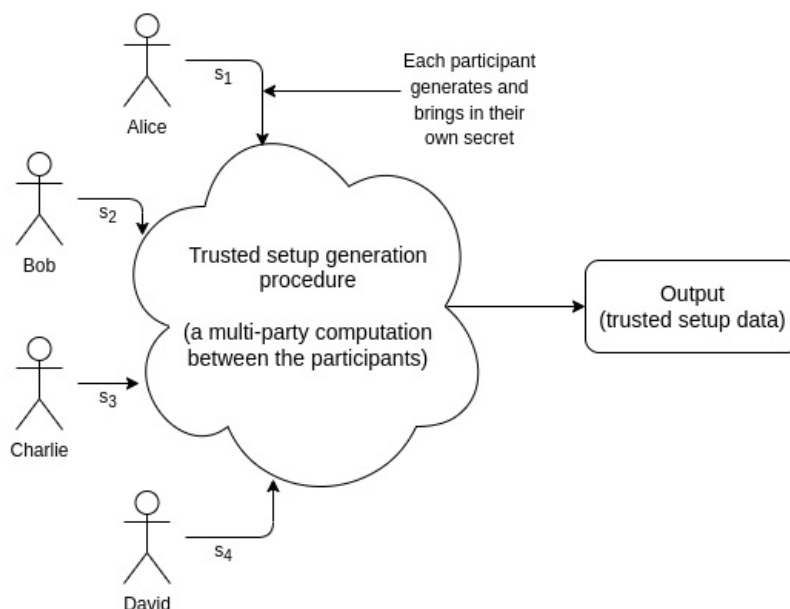 Alice
s1
Each participant
generates and
brings in their
own secret
Bob
s2
Trusted setup generation
procedure
(a multi-party computation
between the participants)
Output
(trusted setup data)
Charlie
s3
David
s4